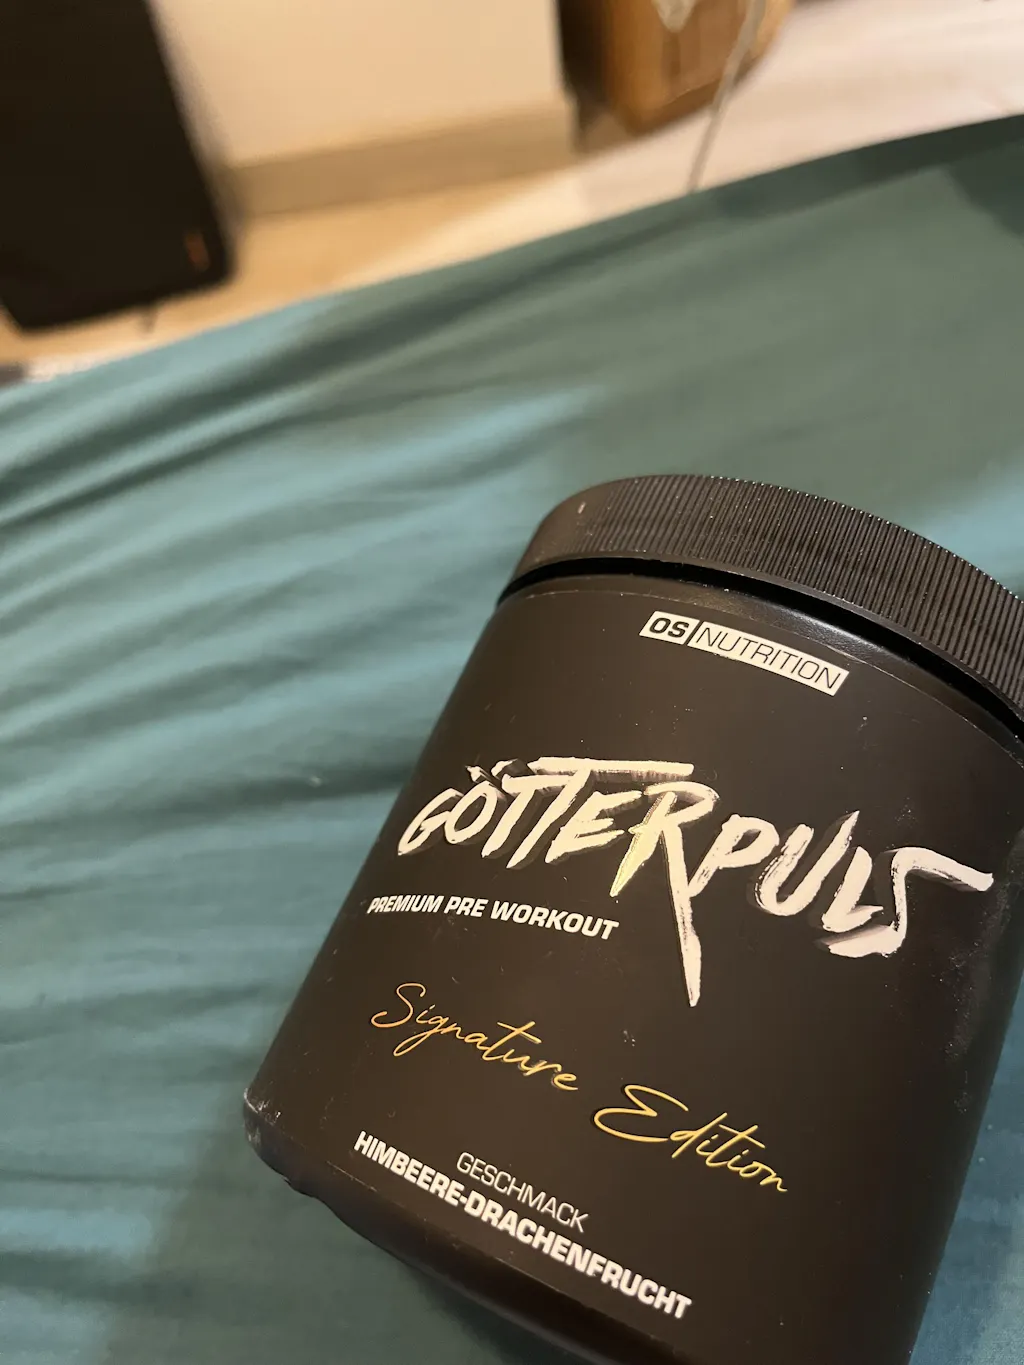 OS NUTRITION
GÖTTERPULS
PREMIUM PRE WORKOUT
Signature Edition
GESCHMACK
HIMBEERE-DRACHENFRUCHT